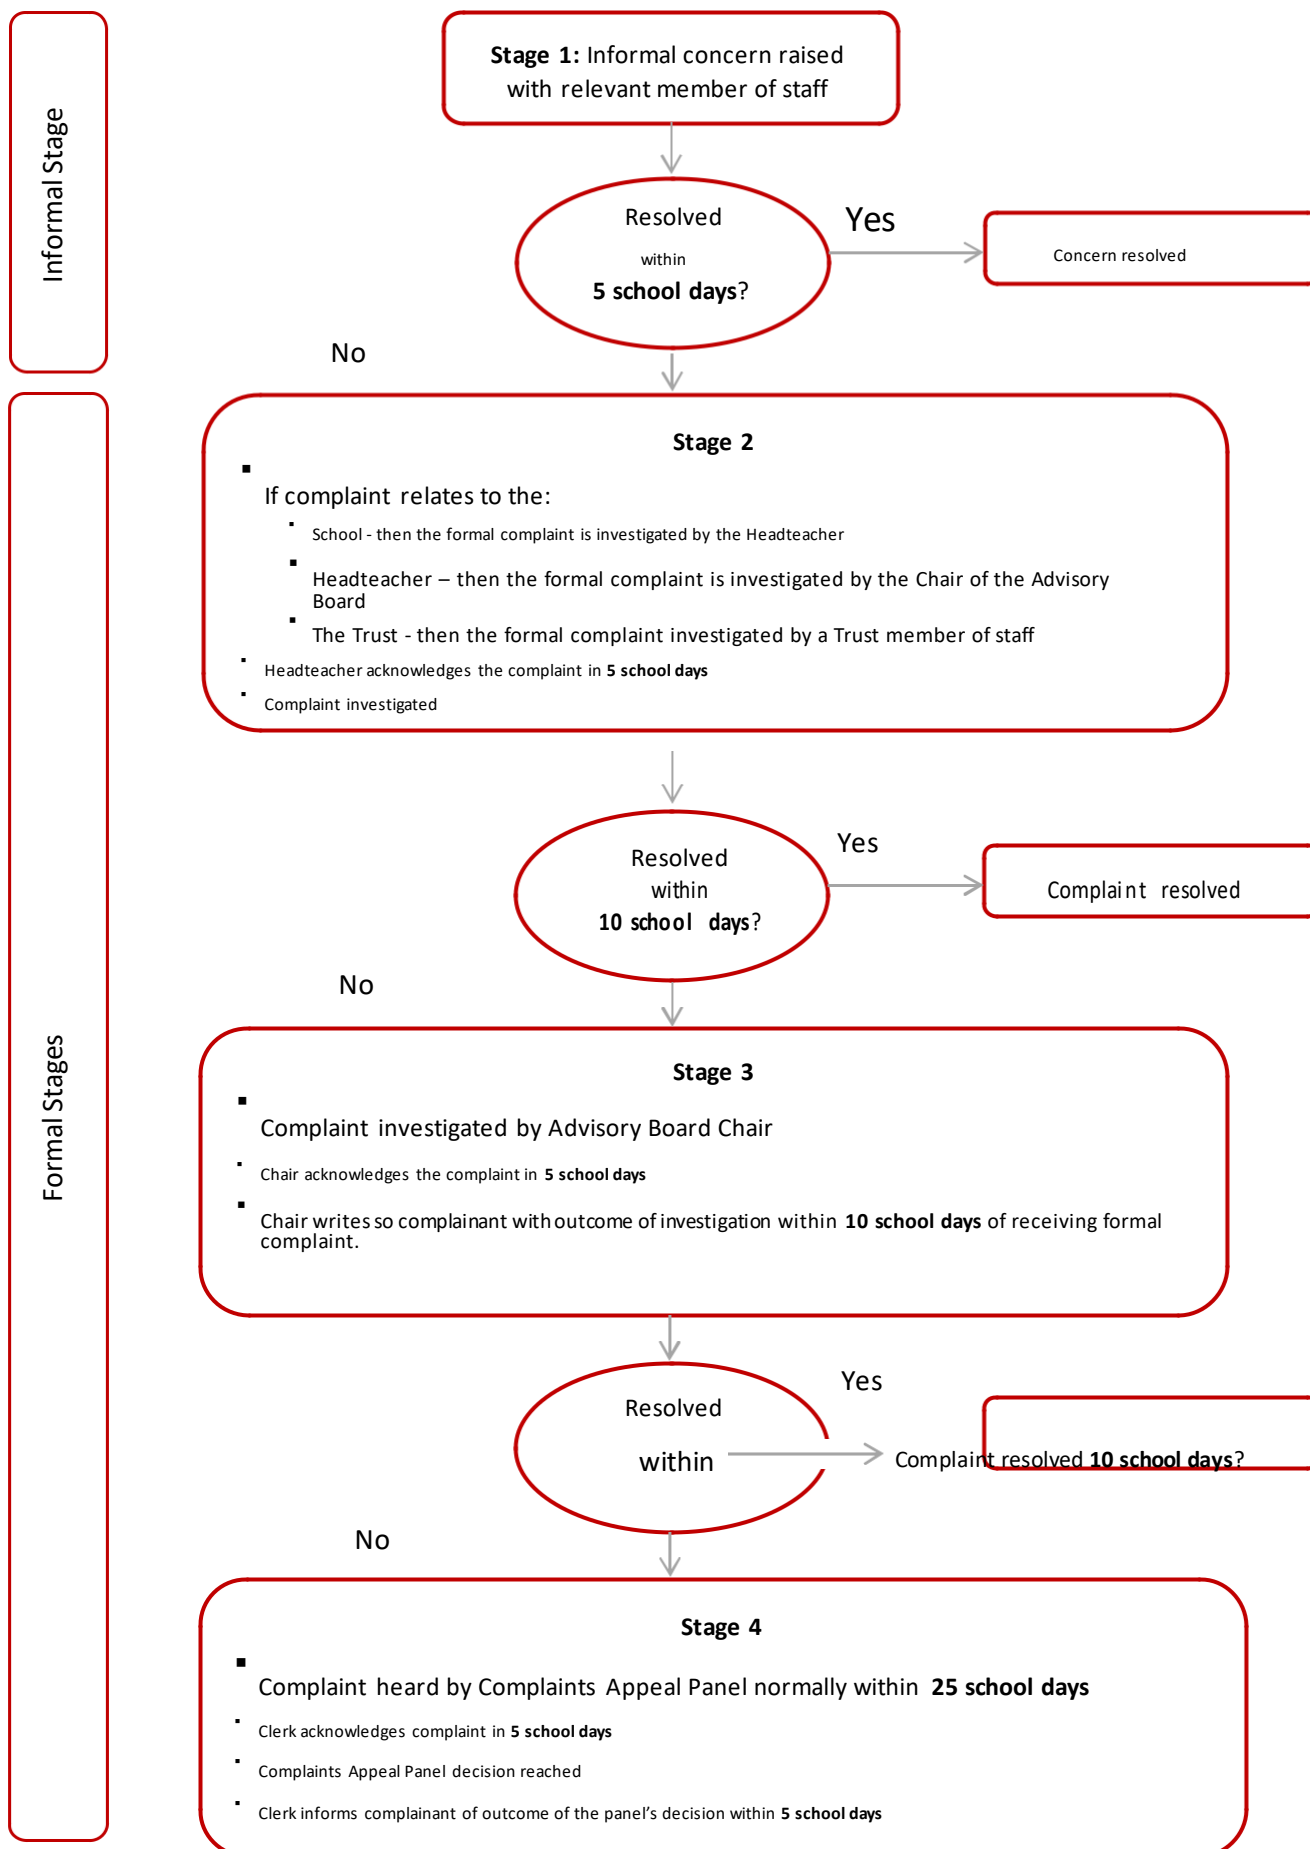 Informal Stage
Stage 1: Informal concern raised
with relevant member of staff
Resolved
within
5 school days?
Yes
Concern resolved
No
Formal Stages
Stage 2
If complaint relates to the:
School - then the formal complaint is investigated by the Headteacher
Headteacher – then the formal complaint is investigated by the Chair of the Advisory
Board
The Trust - then the formal complaint investigated by a Trust member of staff
Headteacher acknowledges the complaint in 5 school days
Complaint investigated
Resolved
within
10 school days?
Yes
Complaint resolved
No
Stage 3
Complaint investigated by Advisory Board Chair
Chair acknowledges the complaint in 5 school days
Chair writes so complainant with outcome of investigation within 10 school days of receiving formal
complaint.
Resolved
Yes
within
Complaint resolved 10 school days?
No
Stage 4
Complaint heard by Complaints Appeal Panel normally within 25 school days
Clerk acknowledges complaint in 5 school days
Complaints Appeal Panel decision reached
Clerk informs complainant of outcome of the panel’s decision within 5 school days